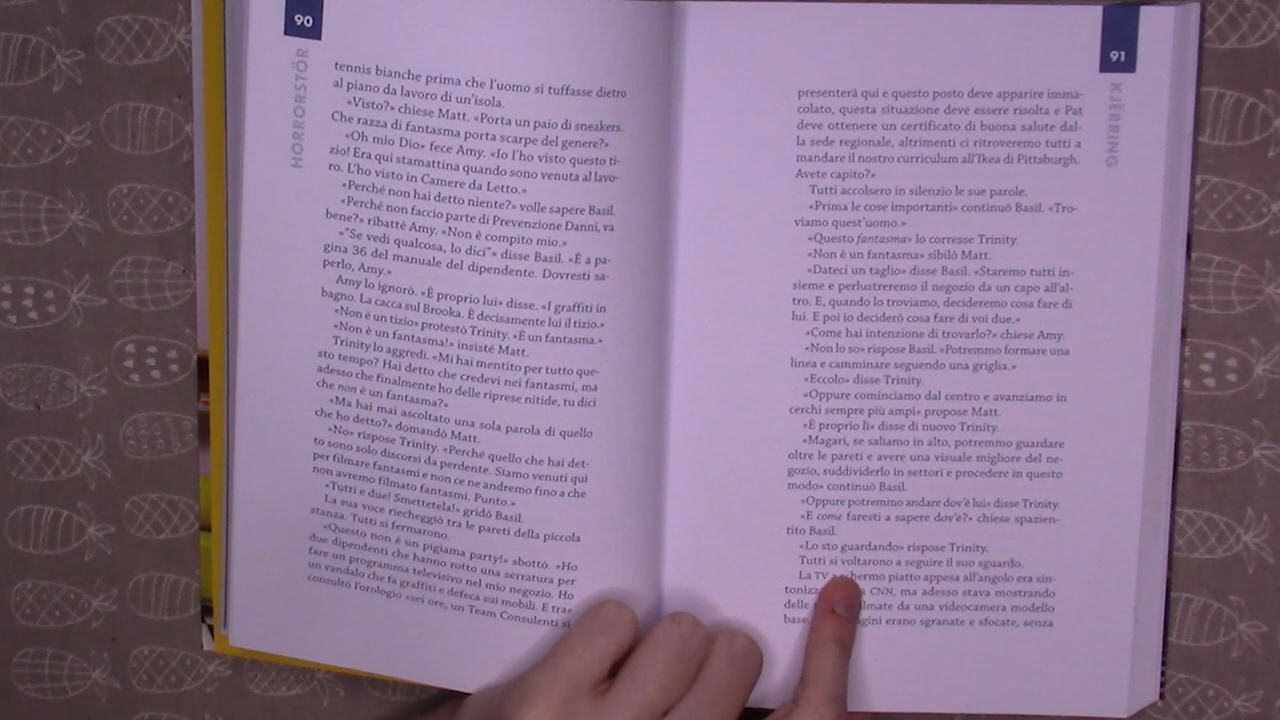 90
HORRORSTÖR
tennis bianche prima che l'uomo si tuffasse dietro
al piano da lavoro di un'isola.
«Visto?» chiese Matt. «Porta un paio di sneakers.
Che razza di fantasma porta scarpe del genere?»
«Oh mio Dio» fece Amy. «Io l'ho visto questo ti-
zio! Era qui stamattina quando sono venuta al lavo-
ro. L'ho visto in Camere da Letto.»
«Perché non hai detto niente?» volle sapere Basil.
«Perché non faccio parte di Prevenzione Danni, va
bene?» ribatté Amy. «Non è compito mio.»
«"Se vedi qualcosa, lo dici"» disse Basil. «È a pa-
gina 36 del manuale del dipendente. Dovresti sa-
perlo, Amy.»
Amy lo ignorò. «È proprio lui» disse. «I graffiti in
bagno. La cacca sul Brooka. È decisamente lui il tizio.»
«Non è un tizio» protestò Trinity. «È un fantasma.»
«Non è un fantasma!» insisté Matt.
Trinity lo aggredì. «Mi hai mentito per tutto que-
sto tempo? Hai detto che credevi nei fantasmi, ma
adesso che finalmente ho delle riprese nitide, tu dici
che non è un fantasma?»
«Ma hai mai ascoltato una sola parola di quello
che ho detto?» domandò Matt.
«No» rispose Trinity. «Perché quello che hai det-
to sono solo discorsi da perdente. Siamo venuti qui
per filmare fantasmi e non ce ne andremo fino a che
non avremo filmato fantasmi. Punto.»
«Tutti e due! Smettetela!» gridò Basil.
La sua voce riecheggiò tra le pareti della piccola
stanza. Tutti si fermarono.
«Questo non è un pigiama party!» sbottò. «Ho
due dipendenti che hanno rotto una serratura per
fare un programma televisivo nel mio negozio. Ho
un vandalo che fa graffiti e defeca sui mobili. E tra»
consultò l'orologio «sei ore, un Team Consulenti si
91
KJËRRING
presenterà qui e questo posto deve apparire imma-
colato, questa situazione deve essere risolta e Pat
deve ottenere un certificato di buona salute dal-
la sede regionale, altrimenti ci ritroveremo tutti a
mandare il nostro curriculum all'Ikea di Pittsburgh.
Avete capito?»
Tutti accolsero in silenzio le sue parole.
«Prima le cose importanti» continuò Basil. «Tro-
viamo quest'uomo.»
«Questo fantasma» lo corresse Trinity.
«Non è un fantasma» sibilò Matt.
«Dateci un taglio» disse Basil. «Staremo tutti in-
sieme e perlustreremo il negozio da un capo all'al-
tro. E, quando lo troviamo, decideremo cosa fare di
lui. E poi io deciderò cosa fare di voi due.»
«Come hai intenzione di trovarlo?» chiese Amy.
«Non lo so» rispose Basil. «Potremmo formare una
linea e camminare seguendo una griglia.»
«Eccolo» disse Trinity.
«Oppure cominciamo dal centro e avanziamo in
cerchi sempre più ampi» propose Matt.
«È proprio lì» disse di nuovo Trinity.
«Magari, se saliamo in alto, potremmo guardare
oltre le pareti e avere una visuale migliore del ne-
gozio, suddividerlo in settori e procedere in questo
modo» continuò Basil.
«Oppure potremmo andare dov'è lui» disse Trinity.
«E come faresti a sapere dov'è?» chiese spazien-
tito Basil.
«Lo sto guardando» rispose Trinity.
Tutti si voltarono a seguire il suo sguardo.
La TV a schermo piatto appesa all'angolo era sin-
CNN, ma adesso stava mostrando
delle da una videocamera modello
base. erano sgranate e sfocate, senza